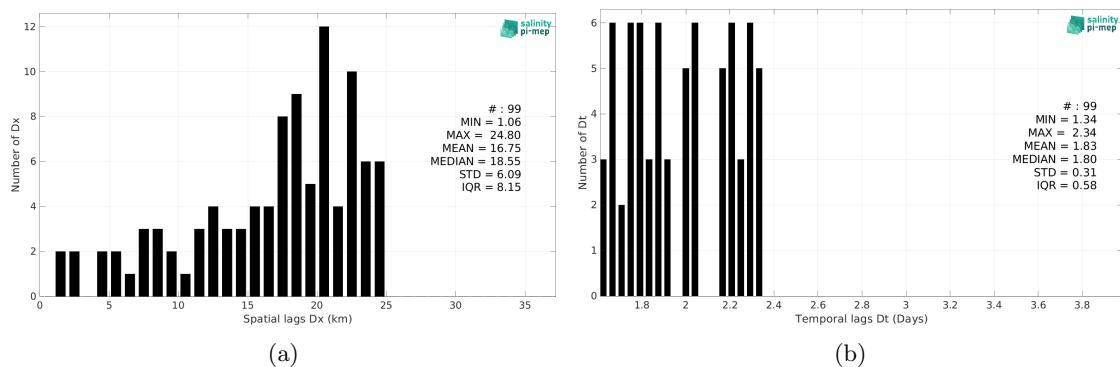 salinity
pi-mep
12
10
8
6
4
2
0
Number of Dx
# : 99
MIN = 1.06
MAX = 24.80
MEAN = 16.75
MEDIAN = 18.55
STD = 6.09
IQR = 8.15
0 5 10 15 20 25 30 35
Spatial lags Dx (km)
(a)
salinity
pi-mep
6
5
4
3
2
1
0
Number of Dt
# : 99
MIN = 1.34
MAX = 2.34
MEAN = 1.83
MEDIAN = 1.80
STD = 0.31
IQR = 0.58
1.8 2 2.2 2.4 2.6 2.8 3 3.2 3.4 3.6 3.8
Temporal lags Dt (Days)
(b)